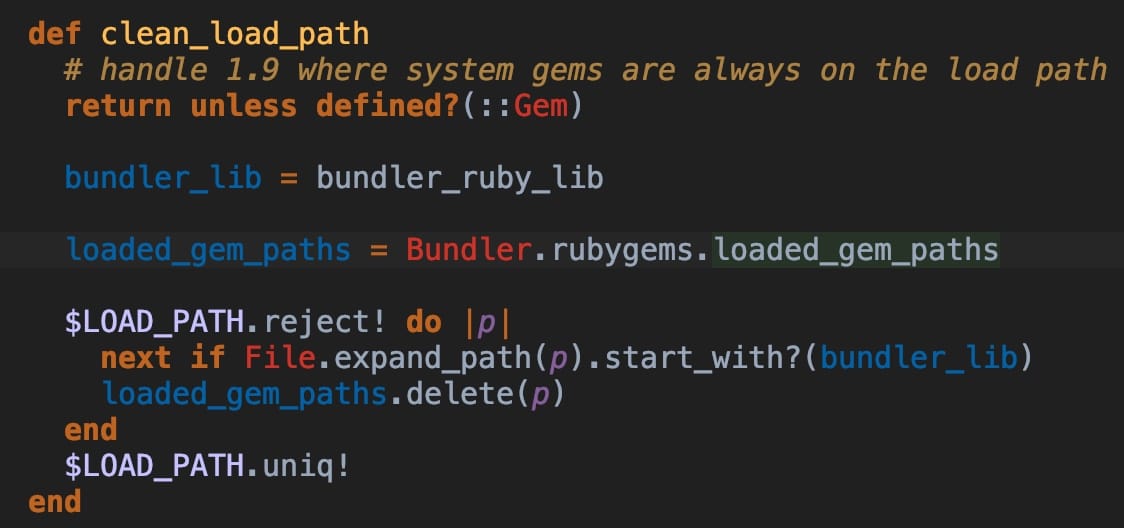 def clean_load_path
  # handle 1.9 where system gems are always on the load path
  return unless defined?(::Gem)

  bundler_lib = bundler_ruby_lib

  loaded_gem_paths = Bundler.rubygems.loaded_gem_paths

  $LOAD_PATH.reject! do |p|
    next if File.expand_path(p).start_with?(bundler_lib)
    loaded_gem_paths.delete(p)
  end
  $LOAD_PATH.uniq!
end